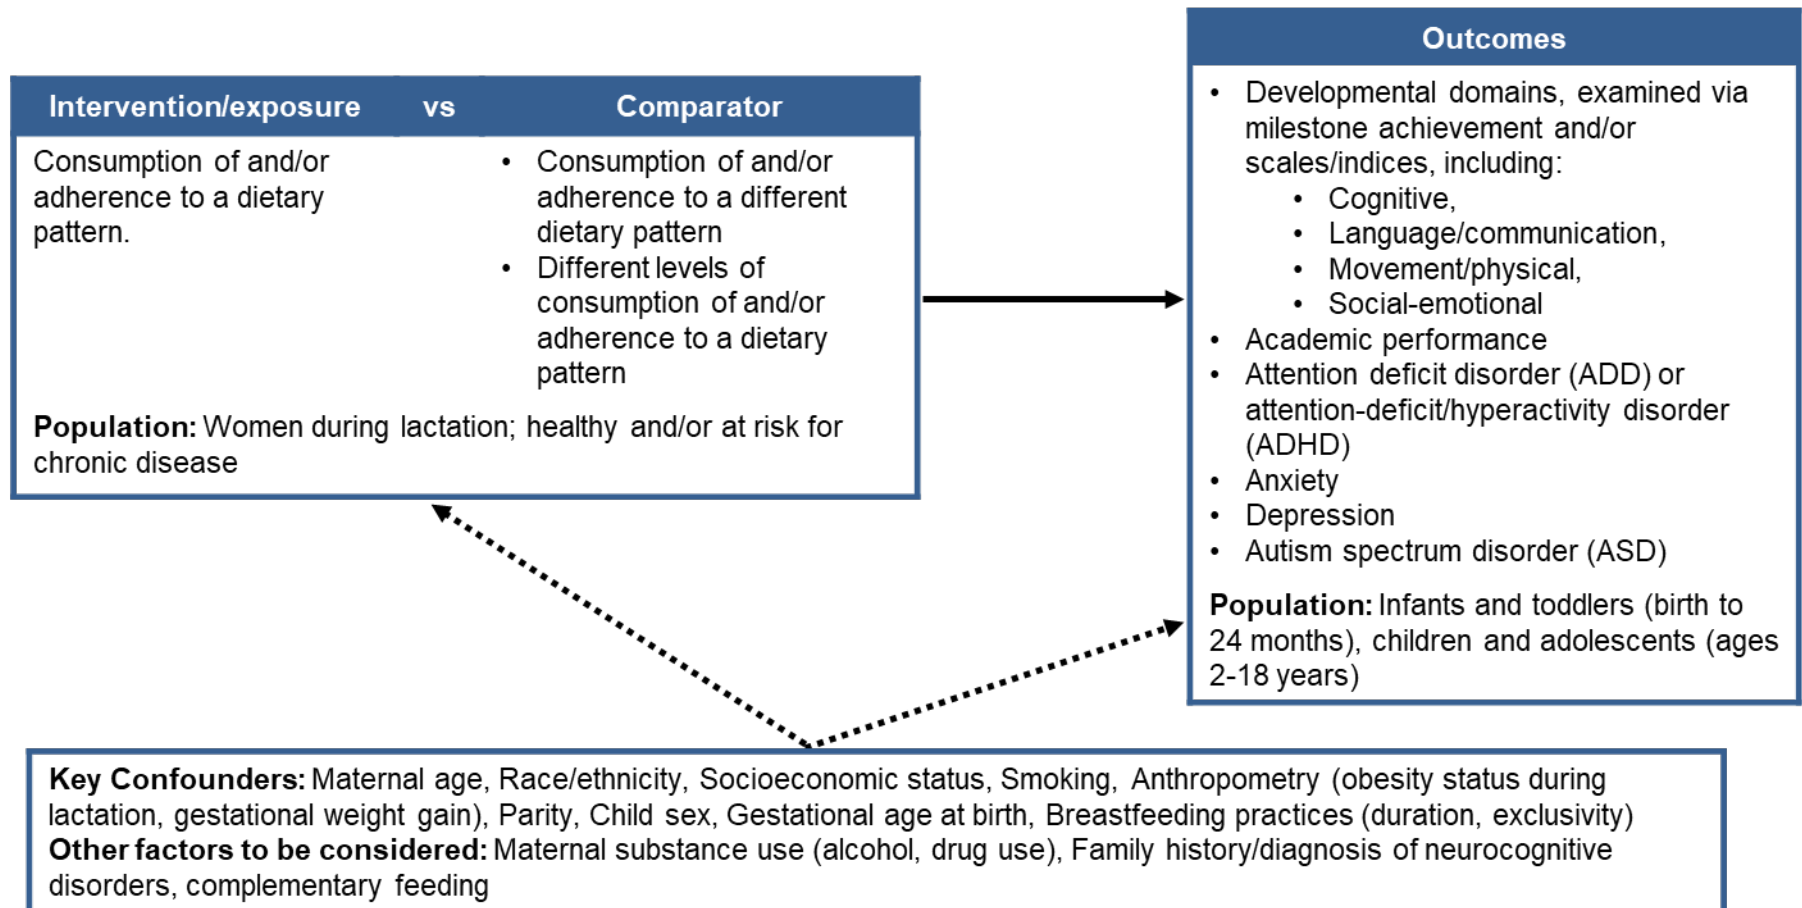 Intervention/exposure vs Comparator
Consumption of and/or
adherence to a dietary
pattern.
• Consumption of and/or
adherence to a different
dietary pattern
• Different levels of
consumption of and/or
adherence to a dietary
pattern
Population: Women during lactation; healthy and/or at risk for
chronic disease
Outcomes
• Developmental domains, examined via
milestone achievement and/or
scales/indices, including:
• Cognitive,
• Language/communication,
• Movement/physical,
• Social-emotional
• Academic performance
• Attention deficit disorder (ADD) or
attention-deficit/hyperactivity disorder
(ADHD)
• Anxiety
• Depression
• Autism spectrum disorder (ASD)
Population: Infants and toddlers (birth to
24 months), children and adolescents (ages
2-18 years)
Key Confounders: Maternal age, Race/ethnicity, Socioeconomic status, Smoking, Anthropometry (obesity status during
lactation, gestational weight gain), Parity, Child sex, Gestational age at birth, Breastfeeding practices (duration, exclusivity)
Other factors to be considered: Maternal substance use (alcohol, drug use), Family history/diagnosis of neurocognitive
disorders, complementary feeding